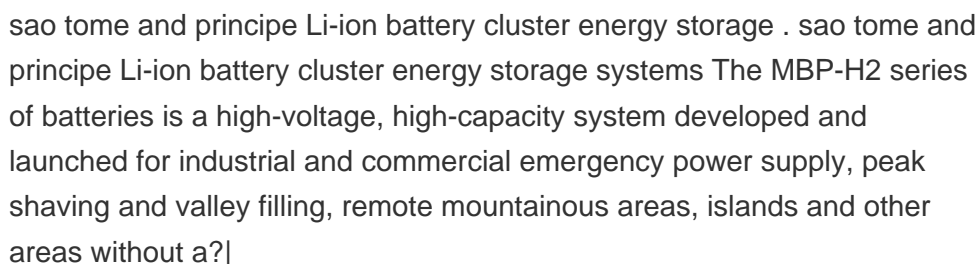 sao tome and principe Li-ion battery cluster energy storage . sao tome and
principe Li-ion battery cluster energy storage systems The MBP-H2 series
of batteries is a high-voltage, high-capacity system developed and
launched for industrial and commercial emergency power supply, peak
shaving and valley filling, remote mountainous areas, islands and other
areas without a?|